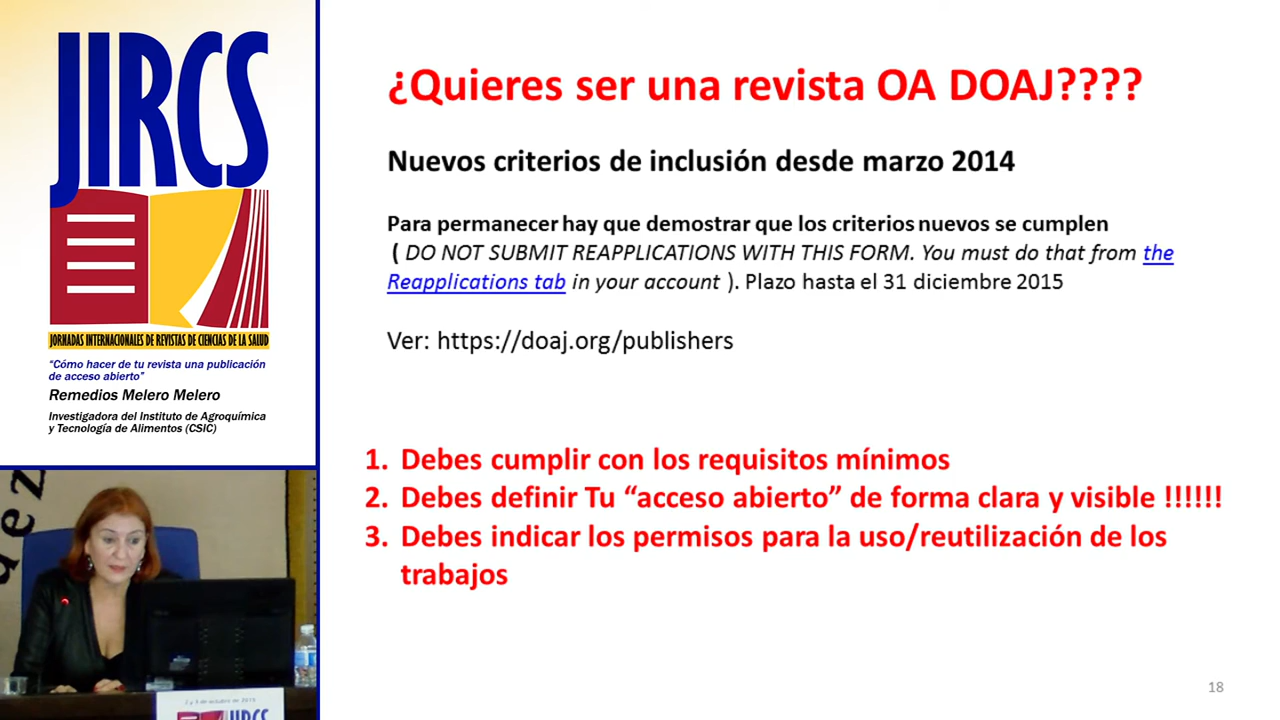 JIRCS
JORNADAS INTERNACIONALES DE REVISTAS DE CIENCIAS DE LA SALUD
“Cómo hacer de tu revista una publicación
de acceso abierto”
Remedios Melero Melero
Investigadora del Instituto de Agroquímica
y Tecnología de Alimentos (CSIC)
¿Quieres ser una revista OA DOAJ????
Nuevos criterios de inclusión desde marzo 2014
Para permanecer hay que demostrar que los criterios nuevos se cumplen
( DO NOT SUBMIT REAPPLICATIONS WITH THIS FORM. You must do that from the
Reapplications tab in your account ). Plazo hasta el 31 diciembre 2015
Ver: https://doaj.org/publishers
1. Debes cumplir con los requisitos mínimos
2. Debes definir Tu “acceso abierto” de forma clara y visible !!!!!!
3. Debes indicar los permisos para la uso/reutilización de los
trabajos
18
JIRCS